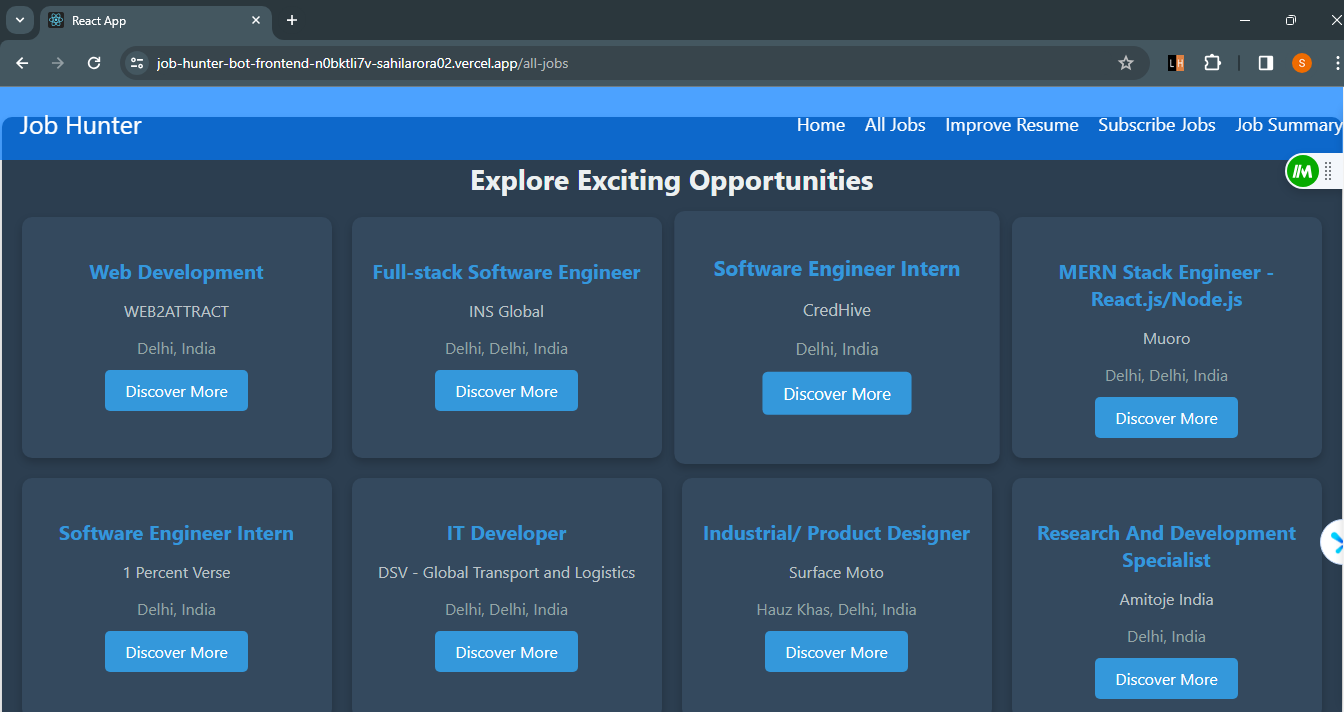 React App
job-hunter-bot-frontend-n0bktli7v-sahilarora02.vercel.app/all-jobs
LH
S
Job Hunter
Home
All Jobs
Improve Resume
Subscribe Jobs
Job Summary
Explore Exciting Opportunities
Web Development
WEB2ATTRACT
Delhi, India
Discover More
Full-stack Software Engineer
INS Global
Delhi, Delhi, India
Discover More
Software Engineer Intern
CredHive
Delhi, India
Discover More
MERN Stack Engineer -
React.js/Node.js
Muoro
Delhi, Delhi, India
Discover More
Software Engineer Intern
1 Percent Verse
Delhi, India
Discover More
IT Developer
DSV - Global Transport and Logistics
Delhi, Delhi, India
Discover More
Industrial/ Product Designer
Surface Moto
Hauz Khas, Delhi, India
Discover More
Research And Development
Specialist
Amitoje India
Delhi, India
Discover More